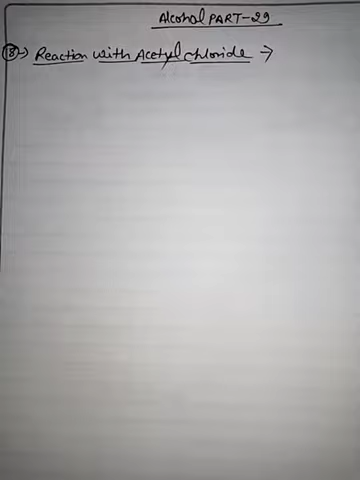 Alcohol PART-29
(18)→ Reaction with Acetyl chloride →